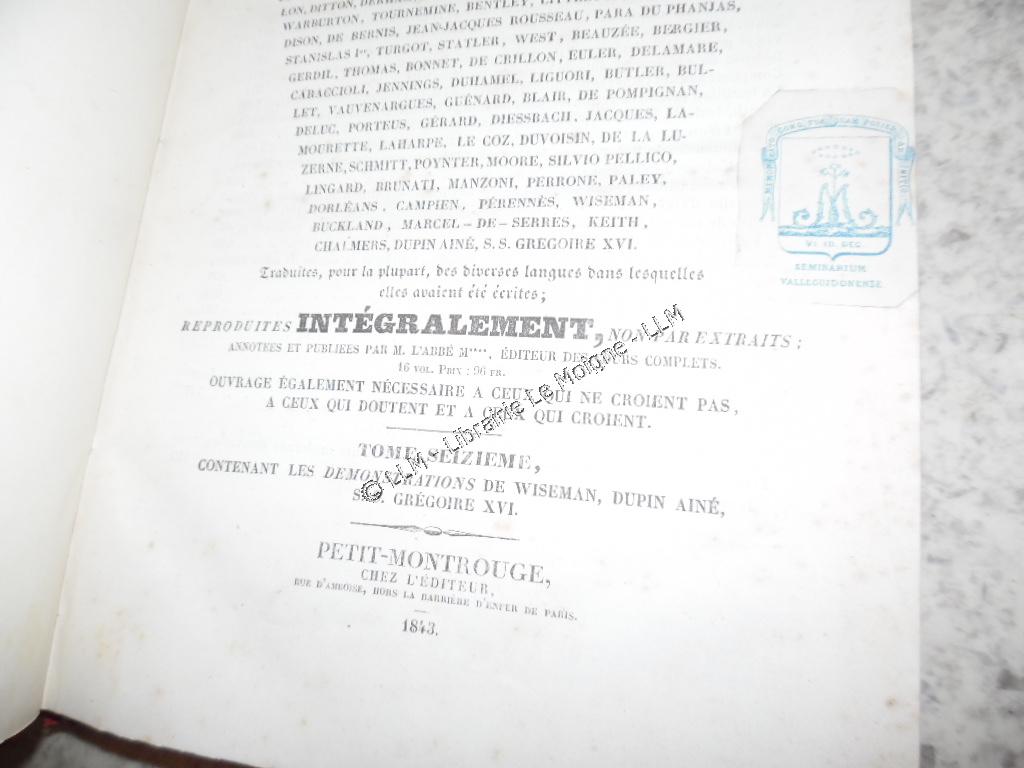 LON, DITTON,
WARBURTON, TOURNEMINE, BENTLEY,
DISON, DE BERNIS, JEAN-JACQUES ROUSSEAU, PARA DU PHANJAS,
STANISLAS Ier, TURGOT, STATLER, WEST, BEAUZÉE, BERGIER,
GERDIL, THOMAS, BONNET, DE CRILLON, EULER, DELAMARE,
CARACCIOLI, JENNINGS, DUHAMEL, LIGUORI, BUTLER, BUL-
LET, VAUVENARGUES, GUÉNARD, BLAIR, DE POMPIGNAN,
DELUC, PORTEUS, GÉRARD, DIESSBACH, JACQUES, LA-
MOURETTE, LAHARPE, LE COZ, DUVOISIN, DE LA LU-
ZERNE, SCHMITT, POYNTER, MOORE, SILVIO PELLICO,
LINGARD, BRUNATI, MANZONI, PERRONE, PALEY,
DORLÉANS, CAMPIEN, PÉRENNÈS, WISEMAN,
BUCKLAND, MARCEL-DE-SERRES, KEITH,
CHALMERS, DUPIN AINÉ, S. S. GRÉGOIRE XVI.
Traduites, pour la plupart, des diverses langues dans lesquelles
elles avaient été écrites;
REPRODUITES INTÉGRALEMENT, NON PAR EXTRAITS;
ANNOTÉES ET PUBLIÉES PAR M. L'ABBÉ M****, ÉDITEUR DES COURS COMPLETS.
16 VOL. PRIX : 96 FR.
OUVRAGE ÉGALEMENT NÉCESSAIRE A CEUX QUI NE CROIENT PAS,
A CEUX QUI DOUTENT ET A CEUX QUI CROIENT.
TOME SEIZIÈME,
CONTENANT LES DÉMONSTRATIONS DE WISEMAN, DUPIN AINÉ,
S. S. GRÉGOIRE XVI.
PETIT-MONTROUGE,
CHEZ L'ÉDITEUR,
RUE D'AMBOISE, HORS LA BARRIÈRE D'ENFER DE PARIS.
1843.
VI. ID. DEC.
SEMINARIUM
VALLEGUIDONENSE
© LLM - Librairie Le Moigne - LLM